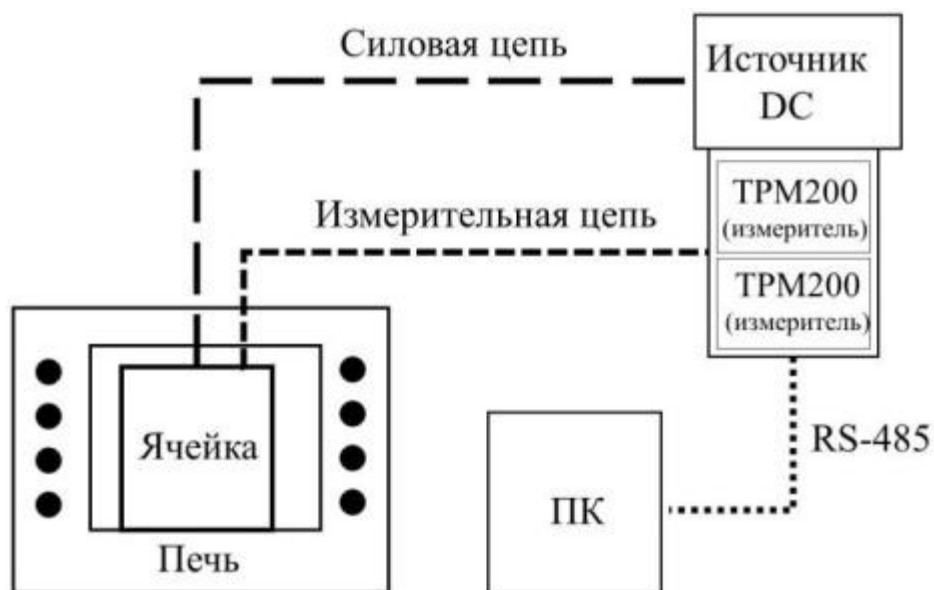 Силовая цепь
Источник
DC
ТРМ200
(измеритель)
Измерительная цепь
ТРМ200
(измеритель)
RS-485
Ячейка
ПК
Печь